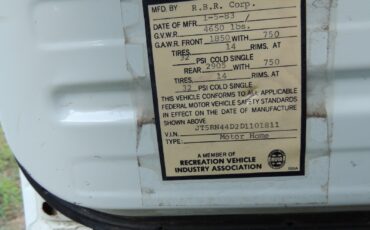 MFD. BY R.B.R. Corp.
DATE OF MFR 1-5-83 /
G.V.W.R. 4650 lbs.
G.A.W.R. FRONT 1850 WITH 750
TIRES 14 RIMS. AT
32 PSI COLD SINGLE
REAR 2905 WITH 750
TIRES 14 RIMS. AT
32 PSI COLD SINGLE
THIS VEHICLE CONFORMS TO ALL APPLICABLE
FEDERAL MOTOR VEHICLE SAFETY STANDARDS
IN EFFECT ON THE DATE OF MANUFACTURE
SHOWN ABOVE
V.I.N. JT5RN44D2D1101811
TYPE: Motor Home
A MEMBER OF
RECREATION VEHICLE
INDUSTRY ASSOCIATION